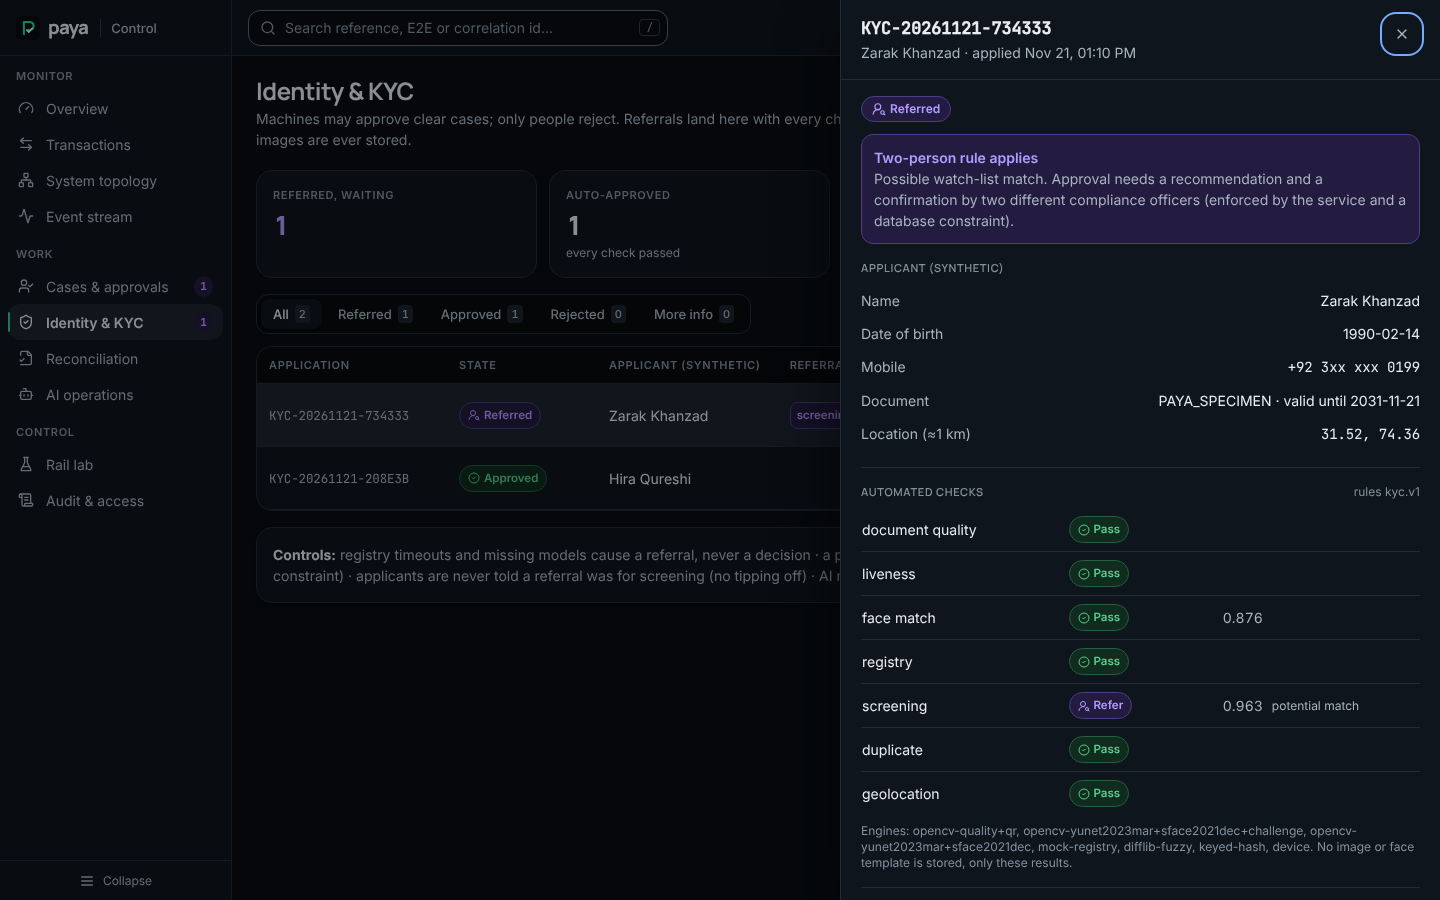 paya
Control
Search reference, E2E or correlation id...
/
MONITOR
Overview
Transactions
System topology
Event stream
WORK
Cases & approvals 1
Identity & KYC 1
Reconciliation
AI operations
CONTROL
Rail lab
Audit & access
Collapse
Identity & KYC
Machines may approve clear cases; only people reject. Referrals land here with every
images are ever stored.
REFERRED, WAITING
1
AUTO-APPROVED
1
every check passed
All 2 Referred 1 Approved 1 Rejected 0 More info 0
APPLICATION STATE APPLICANT (SYNTHETIC)
KYC-20261121-734333 Referred Zarak Khanzad
KYC-20261121-208E3B Approved Hira Qureshi
Controls: registry timeouts and missing models cause a referral, never a decision · a
constraint) · applicants are never told a referral was for screening (no tipping off) · AI
KYC-20261121-734333
Zarak Khanzad · applied Nov 21, 01:10 PM
Referred
Two-person rule applies
Possible watch-list match. Approval needs a recommendation and a
confirmation by two different compliance officers (enforced by the service and a
database constraint).
APPLICANT (SYNTHETIC)
Name Zarak Khanzad
Date of birth 1990-02-14
Mobile +92 3xx xxx 0199
Document PAYA_SPECIMEN · valid until 2031-11-21
Location (≈1 km) 31.52, 74.36
AUTOMATED CHECKS rules kyc.v1
document quality Pass
liveness Pass
face match Pass 0.876
registry Pass
screening Refer 0.963 potential match
duplicate Pass
geolocation Pass
Engines: opencv-quality+qr, opencv-yunet2023mar+sface2021dec+challenge, opencv-
yunet2023mar+sface2021dec, mock-registry, difflib-fuzzy, keyed-hash, device. No image or face
template is stored, only these results.